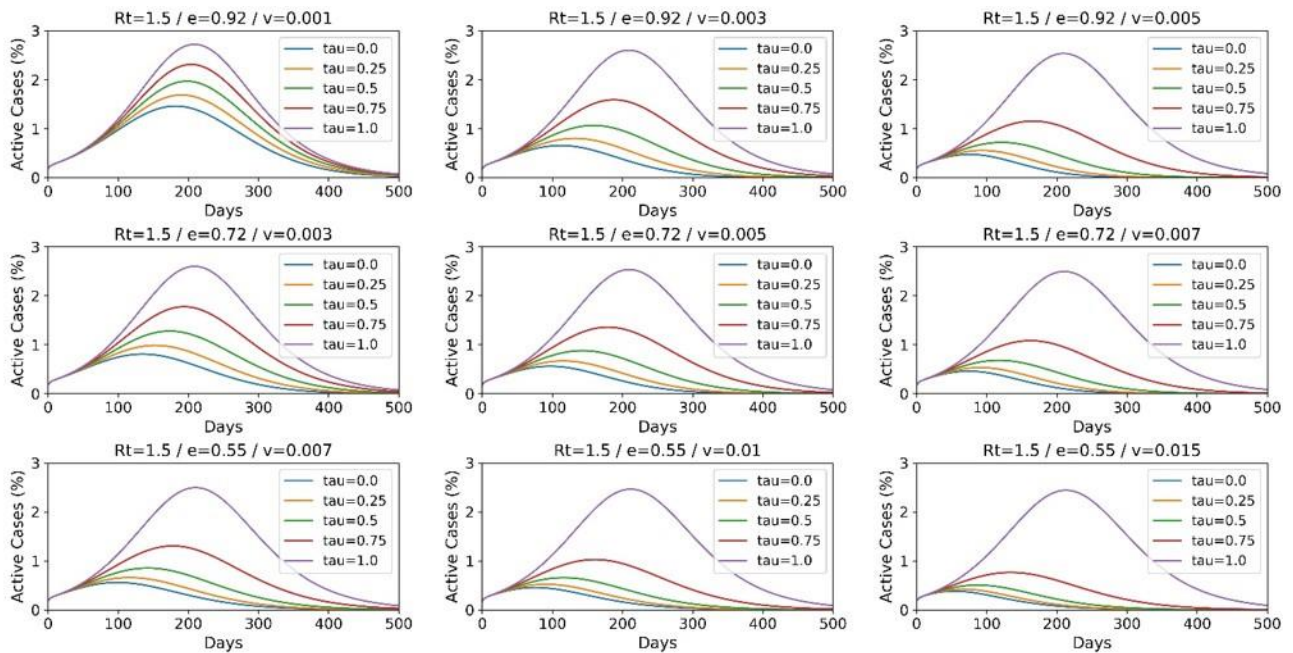 Rt=1.5 / e=0.92 / v=0.001
Active Cases (%)
3
2
1
0
tau=0.0
tau=0.25
tau=0.5
tau=0.75
tau=1.0
0 100 200 300 400 500
Days
Rt=1.5 / e=0.92 / v=0.003
Active Cases (%)
3
2
1
0
tau=0.0
tau=0.25
tau=0.5
tau=0.75
tau=1.0
0 100 200 300 400 500
Days
Rt=1.5 / e=0.92 / v=0.005
Active Cases (%)
3
2
1
0
tau=0.0
tau=0.25
tau=0.5
tau=0.75
tau=1.0
0 100 200 300 400 500
Days
Rt=1.5 / e=0.72 / v=0.003
Active Cases (%)
3
2
1
0
tau=0.0
tau=0.25
tau=0.5
tau=0.75
tau=1.0
0 100 200 300 400 500
Days
Rt=1.5 / e=0.72 / v=0.005
Active Cases (%)
3
2
1
0
tau=0.0
tau=0.25
tau=0.5
tau=0.75
tau=1.0
0 100 200 300 400 500
Days
Rt=1.5 / e=0.72 / v=0.007
Active Cases (%)
3
2
1
0
tau=0.0
tau=0.25
tau=0.5
tau=0.75
tau=1.0
0 100 200 300 400 500
Days
Rt=1.5 / e=0.55 / v=0.007
Active Cases (%)
3
2
1
0
tau=0.0
tau=0.25
tau=0.5
tau=0.75
tau=1.0
0 100 200 300 400 500
Days
Rt=1.5 / e=0.55 / v=0.01
Active Cases (%)
3
2
1
0
tau=0.0
tau=0.25
tau=0.5
tau=0.75
tau=1.0
0 100 200 300 400 500
Days
Rt=1.5 / e=0.55 / v=0.015
Active Cases (%)
3
2
1
0
tau=0.0
tau=0.25
tau=0.5
tau=0.75
tau=1.0
0 100 200 300 400 500
Days